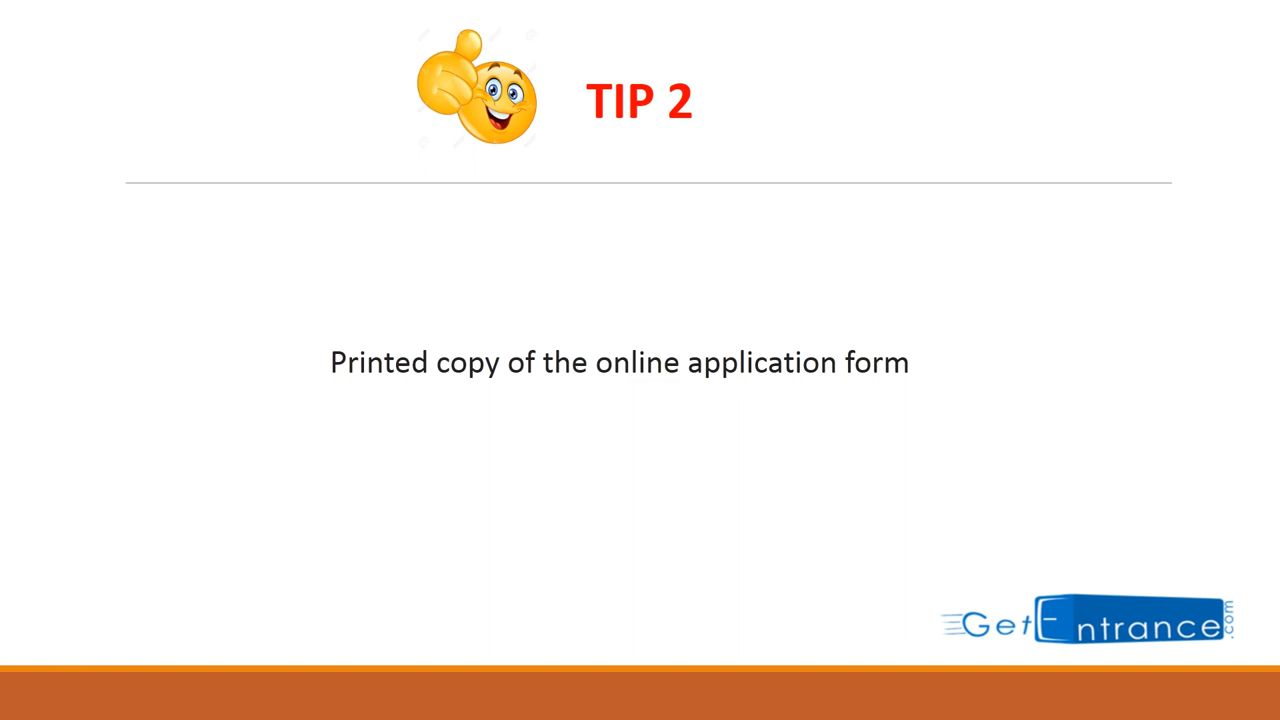 TIP 2
Printed copy of the online application form
GetEntrance.com